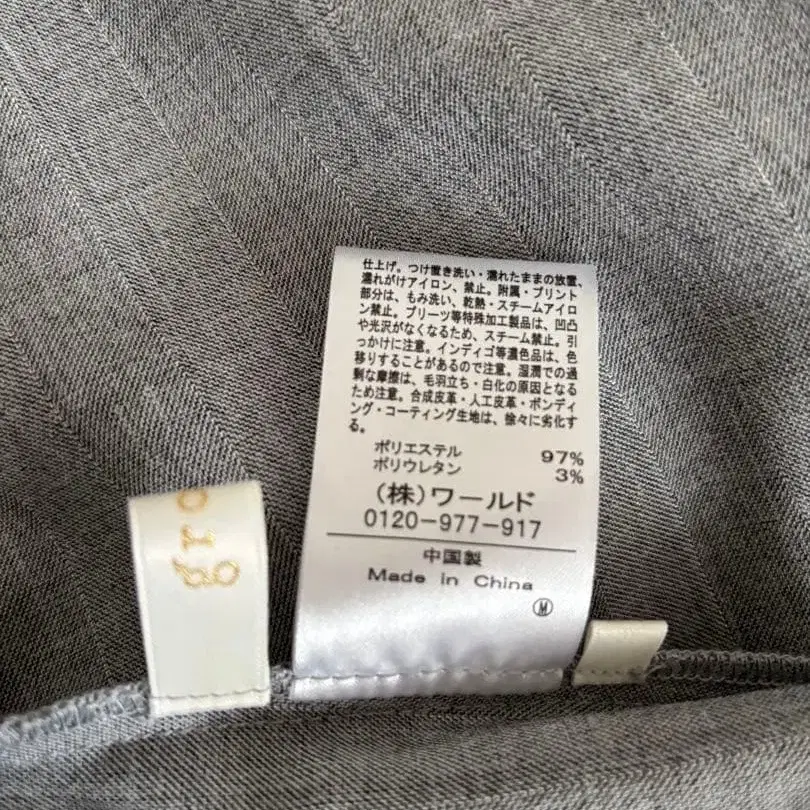 仕上げ。つけ置き洗い・濡れたままの放置、
濡れがけアイロン、禁止。附属・プリント
部分は、もみ洗い、乾熱・スチームアイロ
ン禁止。プリーツ等特殊加工製品は、凹凸
や光沢がなくなるため、スチーム禁止。引
っかけに注意。インディゴ等濃色品は、色
移りすることがあるので注意。湿潤での過
剰な摩擦は、毛羽立ち・白化の原因となる
ため注意。合成皮革・人工皮革・ボンディ
ング・コーティング生地は、徐々に劣化す
る。
ポリエステル 97%
ポリウレタン 3%
(株)ワールド
0120-977-917
中国製
Made in China
M
gro